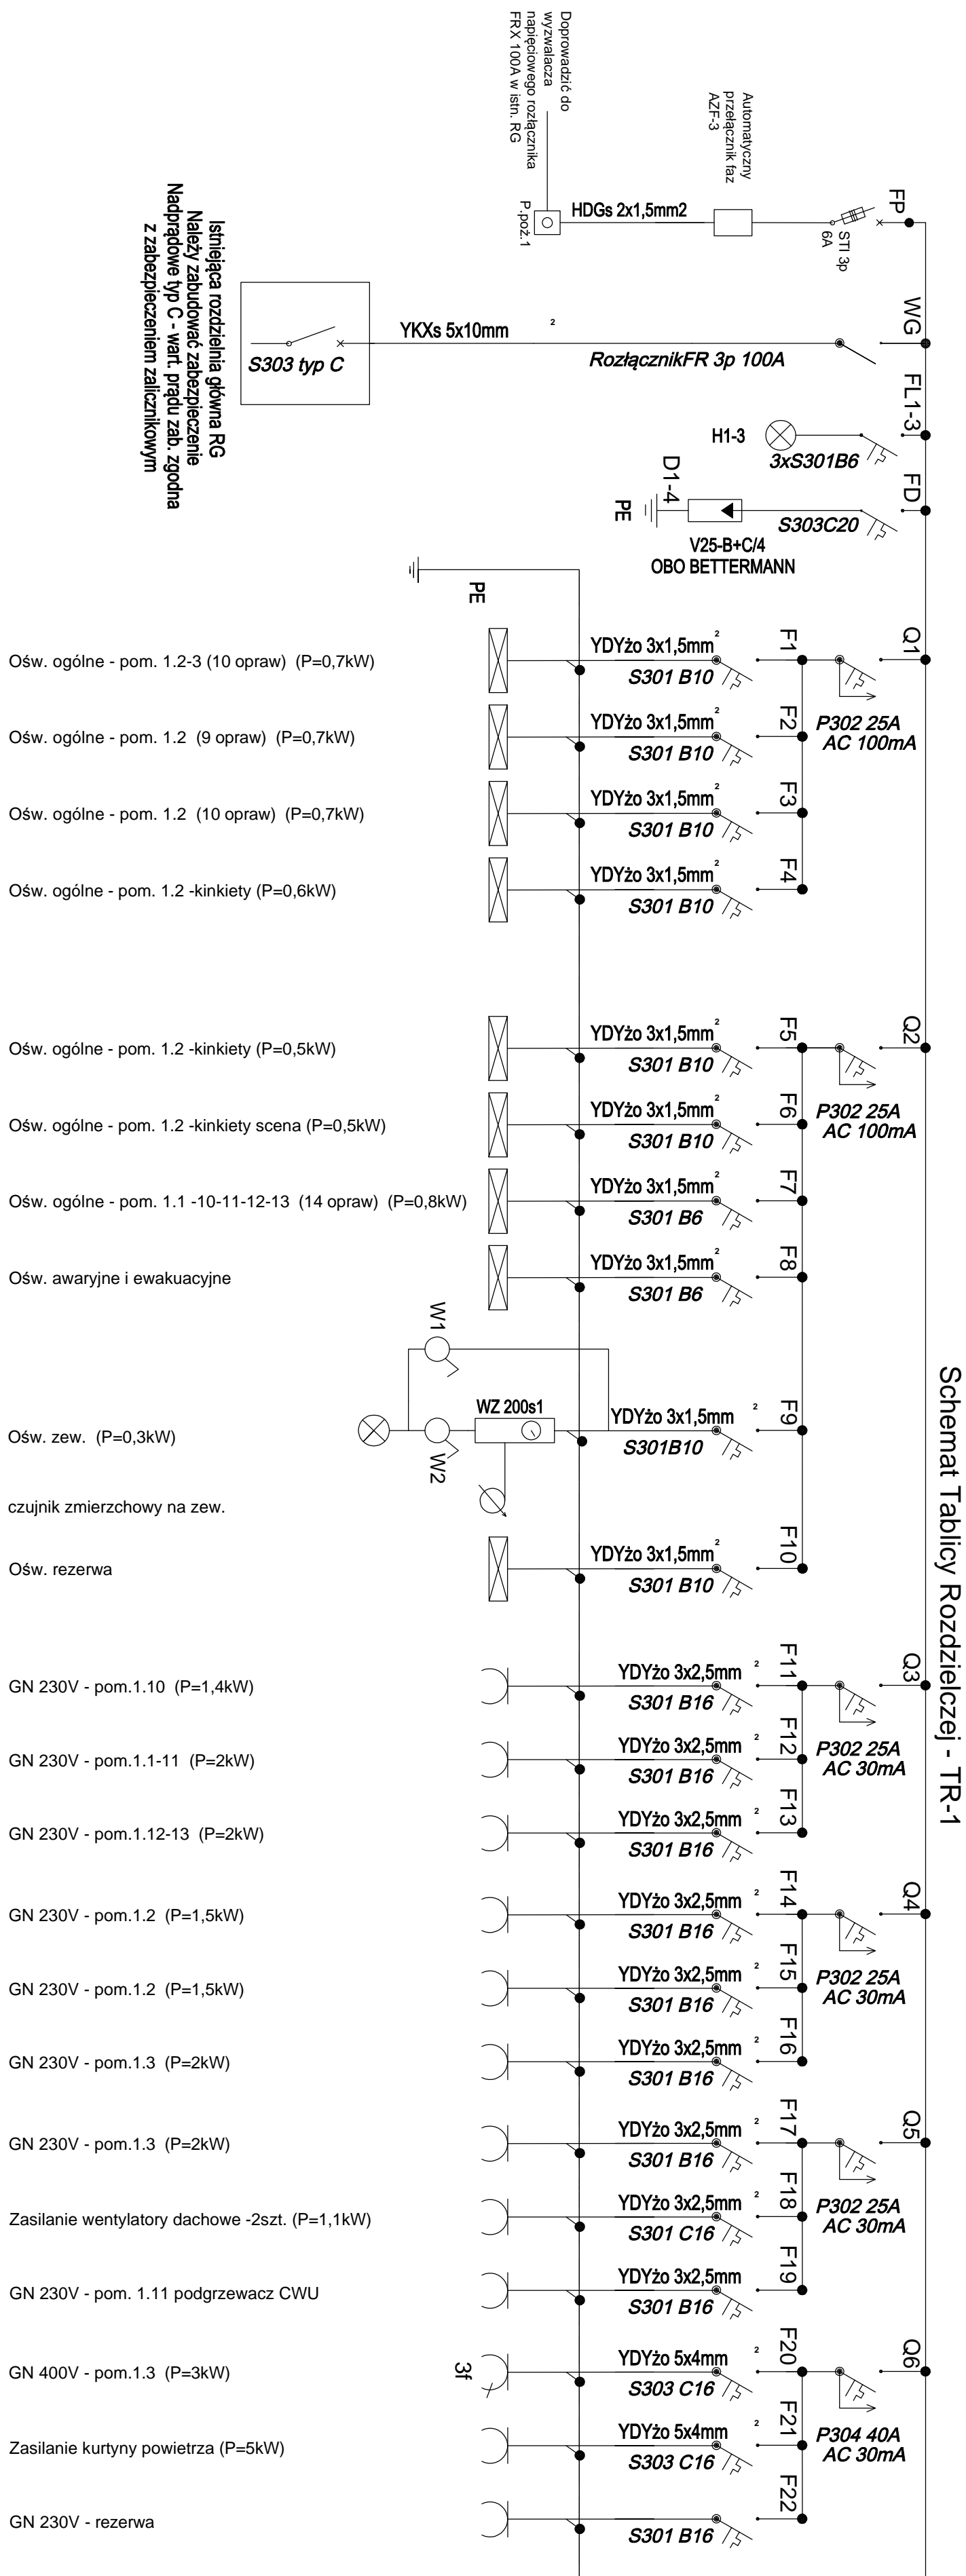 Schemat Tablicy Rozdzielczej - TR-1
FP
STI 3p
6A
Automatyczny
przełącznik faz
AZF-3
HDGs 2x1,5mm2
P.poż.1
Doprowadzić do
wyzwalacza
napięciowego rozłącznika
FRX 100A w istn. RG
WG
RozłącznikFR 3p 100A
YKXs 5x10mm 2
S303 typ C
Istniejąca rozdzielnia główna RG
Należy zabudować zabezpieczenie
Nadprądowe typ C - wart. prądu zab. zgodna
z zabezpieczeniem zalicznikowym
FL1-3
3xS301B6
H1-3
FD
S303C20
D1-4
V25-B+C/4
OBO BETTERMANN
PE
PE
Q1
P302 25A
AC 100mA
F1
YDYżo 3x1,5mm2
S301 B10
Ośw. ogólne - pom. 1.2-3 (10 opraw) (P=0,7kW)
F2
YDYżo 3x1,5mm2
S301 B10
Ośw. ogólne - pom. 1.2 (9 opraw) (P=0,7kW)
F3
YDYżo 3x1,5mm2
S301 B10
Ośw. ogólne - pom. 1.2 (10 opraw) (P=0,7kW)
F4
YDYżo 3x1,5mm2
S301 B10
Ośw. ogólne - pom. 1.2 -kinkiety (P=0,6kW)
Q2
P302 25A
AC 100mA
F5
YDYżo 3x1,5mm2
S301 B10
Ośw. ogólne - pom. 1.2 -kinkiety (P=0,5kW)
F6
YDYżo 3x1,5mm2
S301 B10
Ośw. ogólne - pom. 1.2 -kinkiety scena (P=0,5kW)
F7
YDYżo 3x1,5mm2
S301 B6
Ośw. ogólne - pom. 1.1 -10-11-12-13 (14 opraw) (P=0,8kW)
F8
YDYżo 3x1,5mm2
S301 B6
Ośw. awaryjne i ewakuacyjne
F9
YDYżo 3x1,5mm 2
S301B10
WZ 200s1
W1
W2
Ośw. zew. (P=0,3kW)
czujnik zmierzchowy na zew.
F10
YDYżo 3x1,5mm2
S301 B10
Ośw. rezerwa
Q3
P302 25A
AC 30mA
F11
YDYżo 3x2,5mm 2
S301 B16
GN 230V - pom.1.10 (P=1,4kW)
F12
YDYżo 3x2,5mm 2
S301 B16
GN 230V - pom.1.1-11 (P=2kW)
F13
YDYżo 3x2,5mm 2
S301 B16
GN 230V - pom.1.12-13 (P=2kW)
Q4
P302 25A
AC 30mA
F14
YDYżo 3x2,5mm 2
S301 B16
GN 230V - pom.1.2 (P=1,5kW)
F15
YDYżo 3x2,5mm 2
S301 B16
GN 230V - pom.1.2 (P=1,5kW)
F16
YDYżo 3x2,5mm 2
S301 B16
GN 230V - pom.1.3 (P=2kW)
Q5
P302 25A
AC 30mA
F17
YDYżo 3x2,5mm 2
S301 B16
GN 230V - pom.1.3 (P=2kW)
F18
YDYżo 3x2,5mm 2
S301 C16
Zasilanie wentylatory dachowe -2szt. (P=1,1kW)
F19
YDYżo 3x2,5mm 2
S301 B16
GN 230V - pom. 1.11 podgrzewacz CWU
Q6
P304 40A
AC 30mA
F20
YDYżo 5x4mm 2
S303 C16
3f
GN 400V - pom.1.3 (P=3kW)
F21
YDYżo 5x4mm 2
S303 C16
Zasilanie kurtyny powietrza (P=5kW)
F22
S301 B16
GN 230V - rezerwa